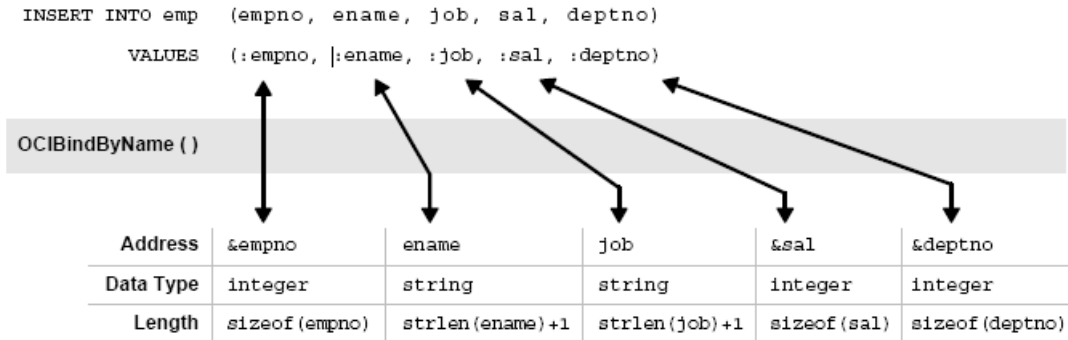 INSERT INTO emp (empno, ename, job, sal, deptno)
VALUES (:empno, |:ename, :job, :sal, :deptno)
OCIBindByName ( )
Address &empno ename job &sal &deptno
Data Type integer string string integer integer
Length sizeof(empno) strlen(ename)+1 strlen(job)+1 sizeof(sal) sizeof(deptno)